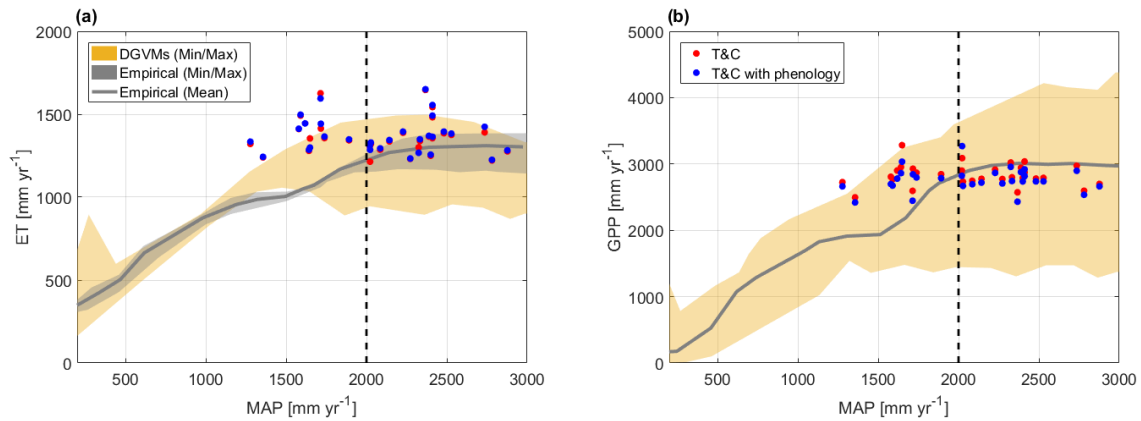 (a)
2000
1500
1000
500
0
ET [mm yr-1]
DGVMs (Min/Max)
Empirical (Min/Max)
Empirical (Mean)
500 1000 1500 2000 2500 3000
MAP [mm yr-1]
(b)
5000
4000
3000
2000
1000
0
GPP [mm yr-1]
T&C
T&C with phenology
500 1000 1500 2000 2500 3000
MAP [mm yr-1]